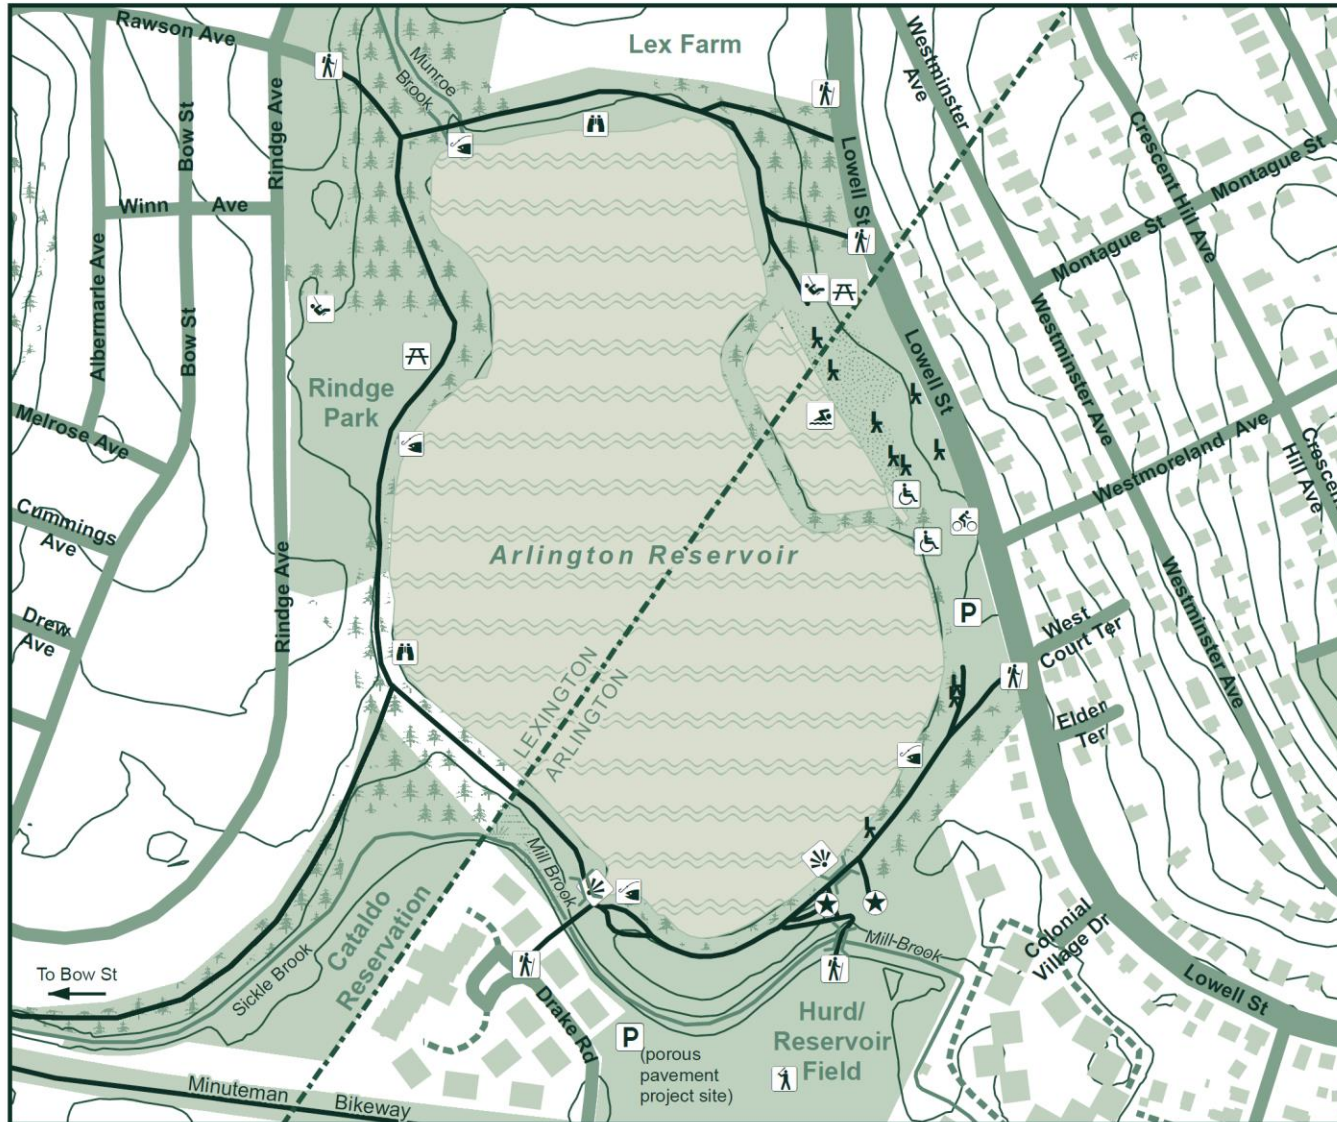 Rawson Ave
Lex Farm
Munroe
Brook
Westminster
Ave
Crescent Hill Ave
Montague St
Montague St
Bow St
Rindge Ave
Lowell St
Winn Ave
Albermarle Ave
Bow St
Westminster Ave
Lowell St
Rindge
Park
Melrose Ave
Westmoreland Ave
Crescent
Hill Ave
Cummings
Ave
Arlington Reservoir
Rindge Ave
Westminster Ave
Drew
Ave
P
West
Court Ter
LEXINGTON
ARLINGTON
Elder
Ter
Mill Brook
Cataldo
Reservation
Sickle Brook
To Bow St
Mill Brook
Colonial
Village Dr
Lowell St
Drake Rd
Hurd/
Reservoir
Field
P
(porous
pavement
project site)
Minuteman Bikeway